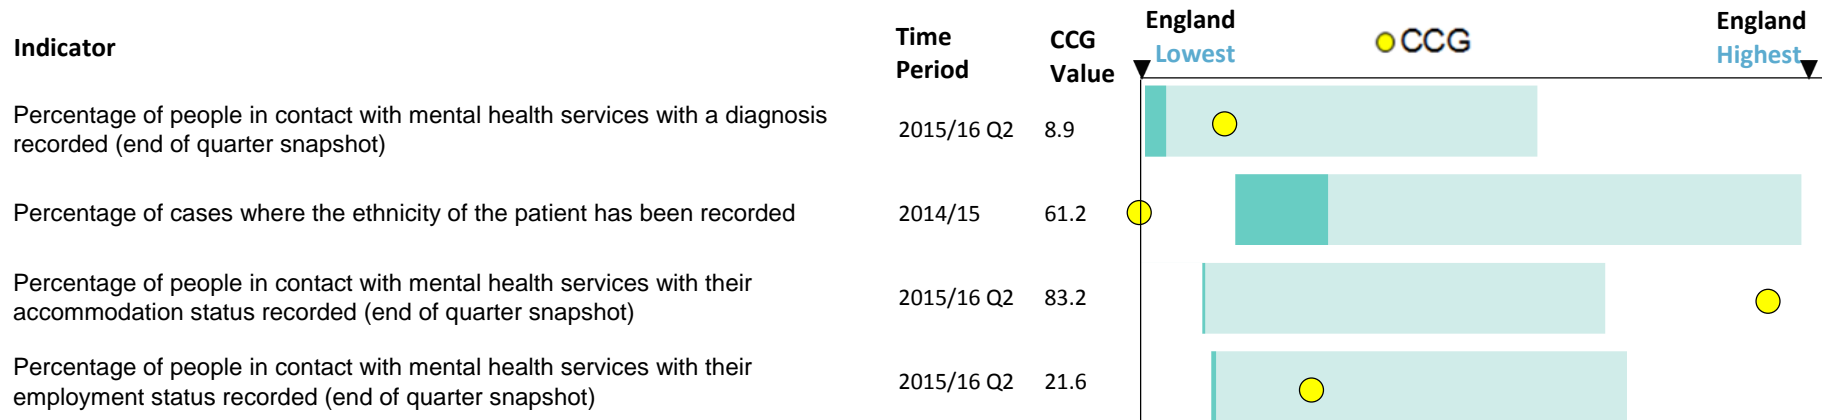 Indicator
Time Period
CCG Value
England Lowest
CCG
England Highest
Percentage of people in contact with mental health services with a diagnosis
recorded (end of quarter snapshot)
2015/16 Q2 8.9
Percentage of cases where the ethnicity of the patient has been recorded
2014/15 61.2
Percentage of people in contact with mental health services with their
accommodation status recorded (end of quarter snapshot)
2015/16 Q2 83.2
Percentage of people in contact with mental health services with their
employment status recorded (end of quarter snapshot)
2015/16 Q2 21.6